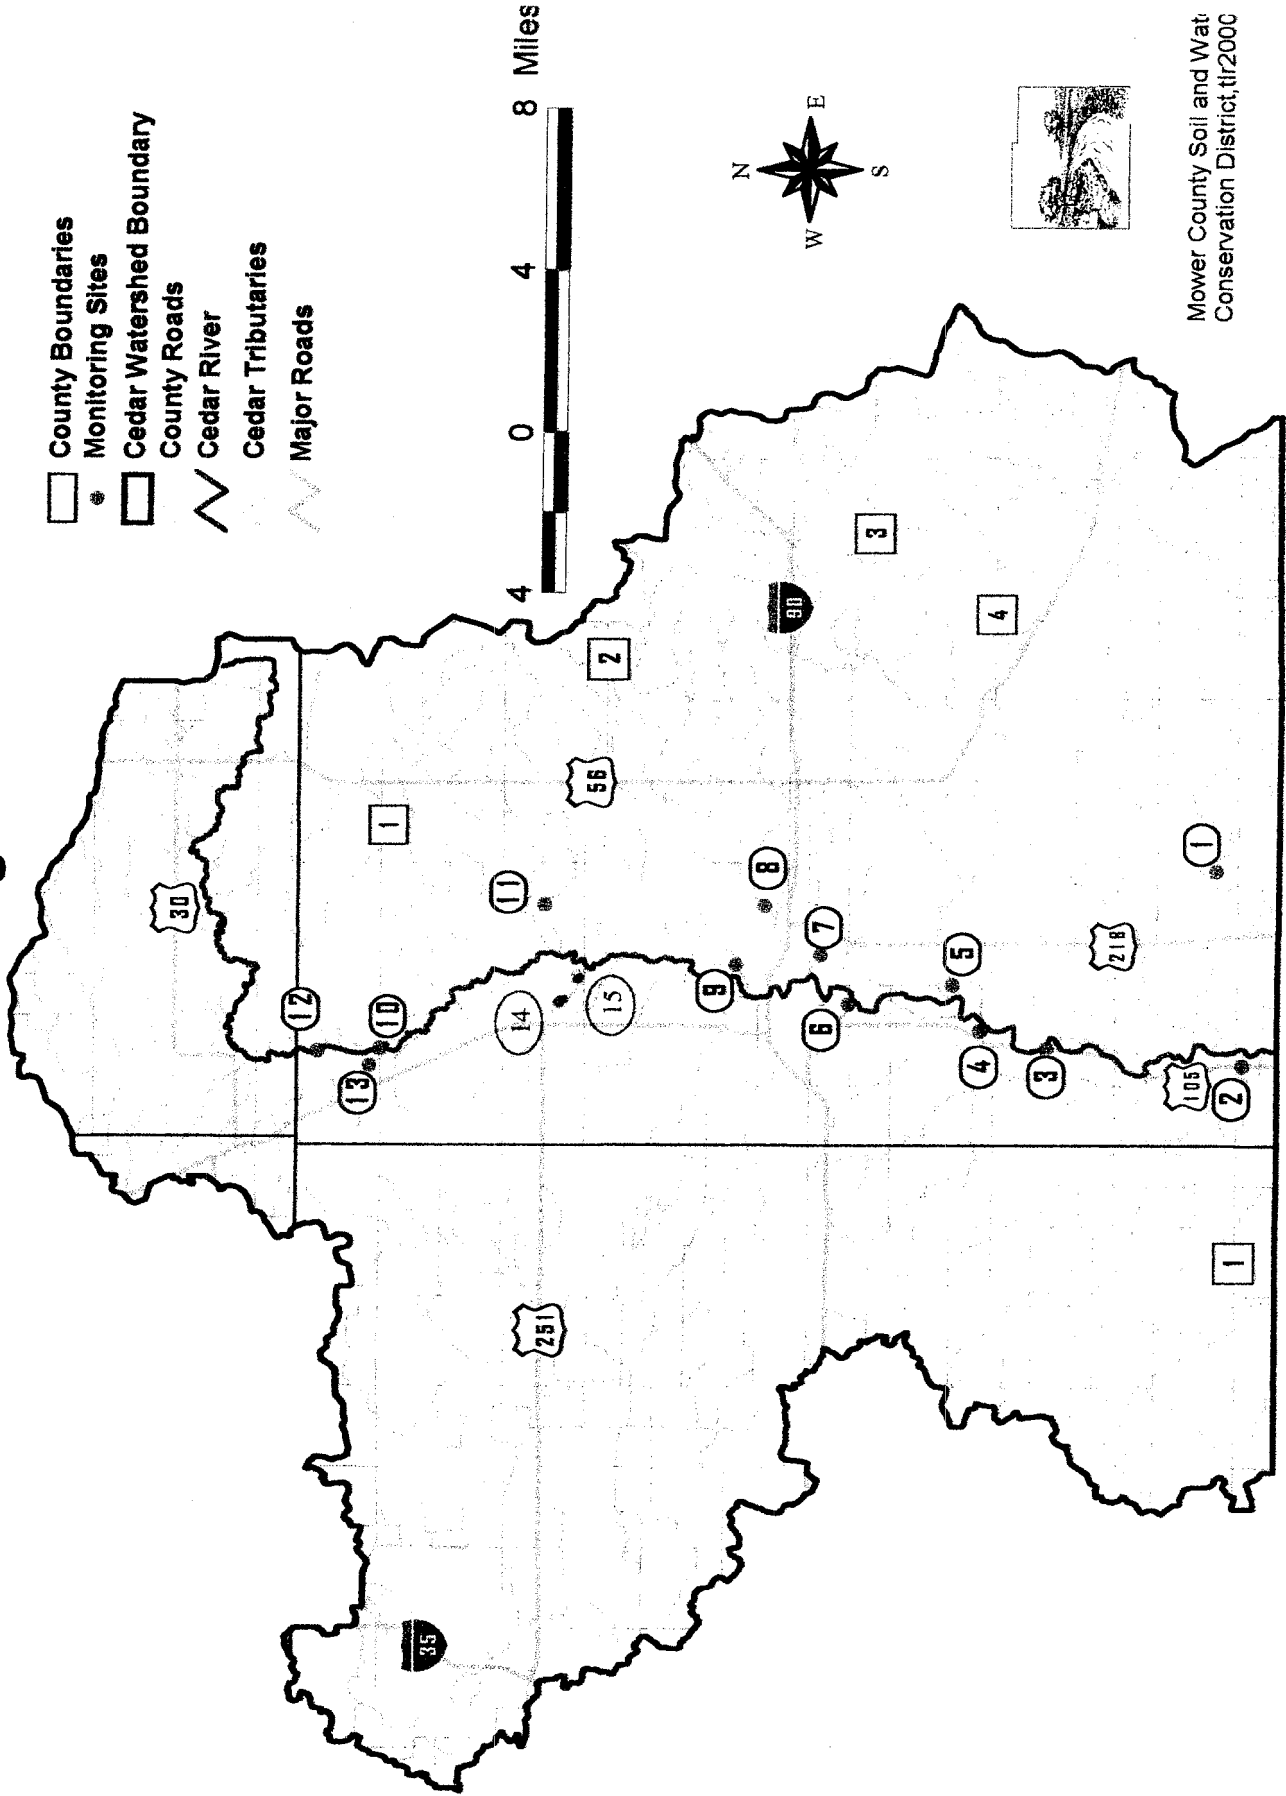 County Boundaries
Monitoring Sites
Cedar Watershed Boundary
County Roads
Cedar River
Cedar Tributaries
Major Roads
4 0 4 8 Miles
N
W E
S
Mower County Soil and Wat
Conservation District,tlr2000
30
12
13
10
1
11
14
15
2
56
251
35
9
8
90
7
6
3
5
4
4
3
218
105
2
1
1